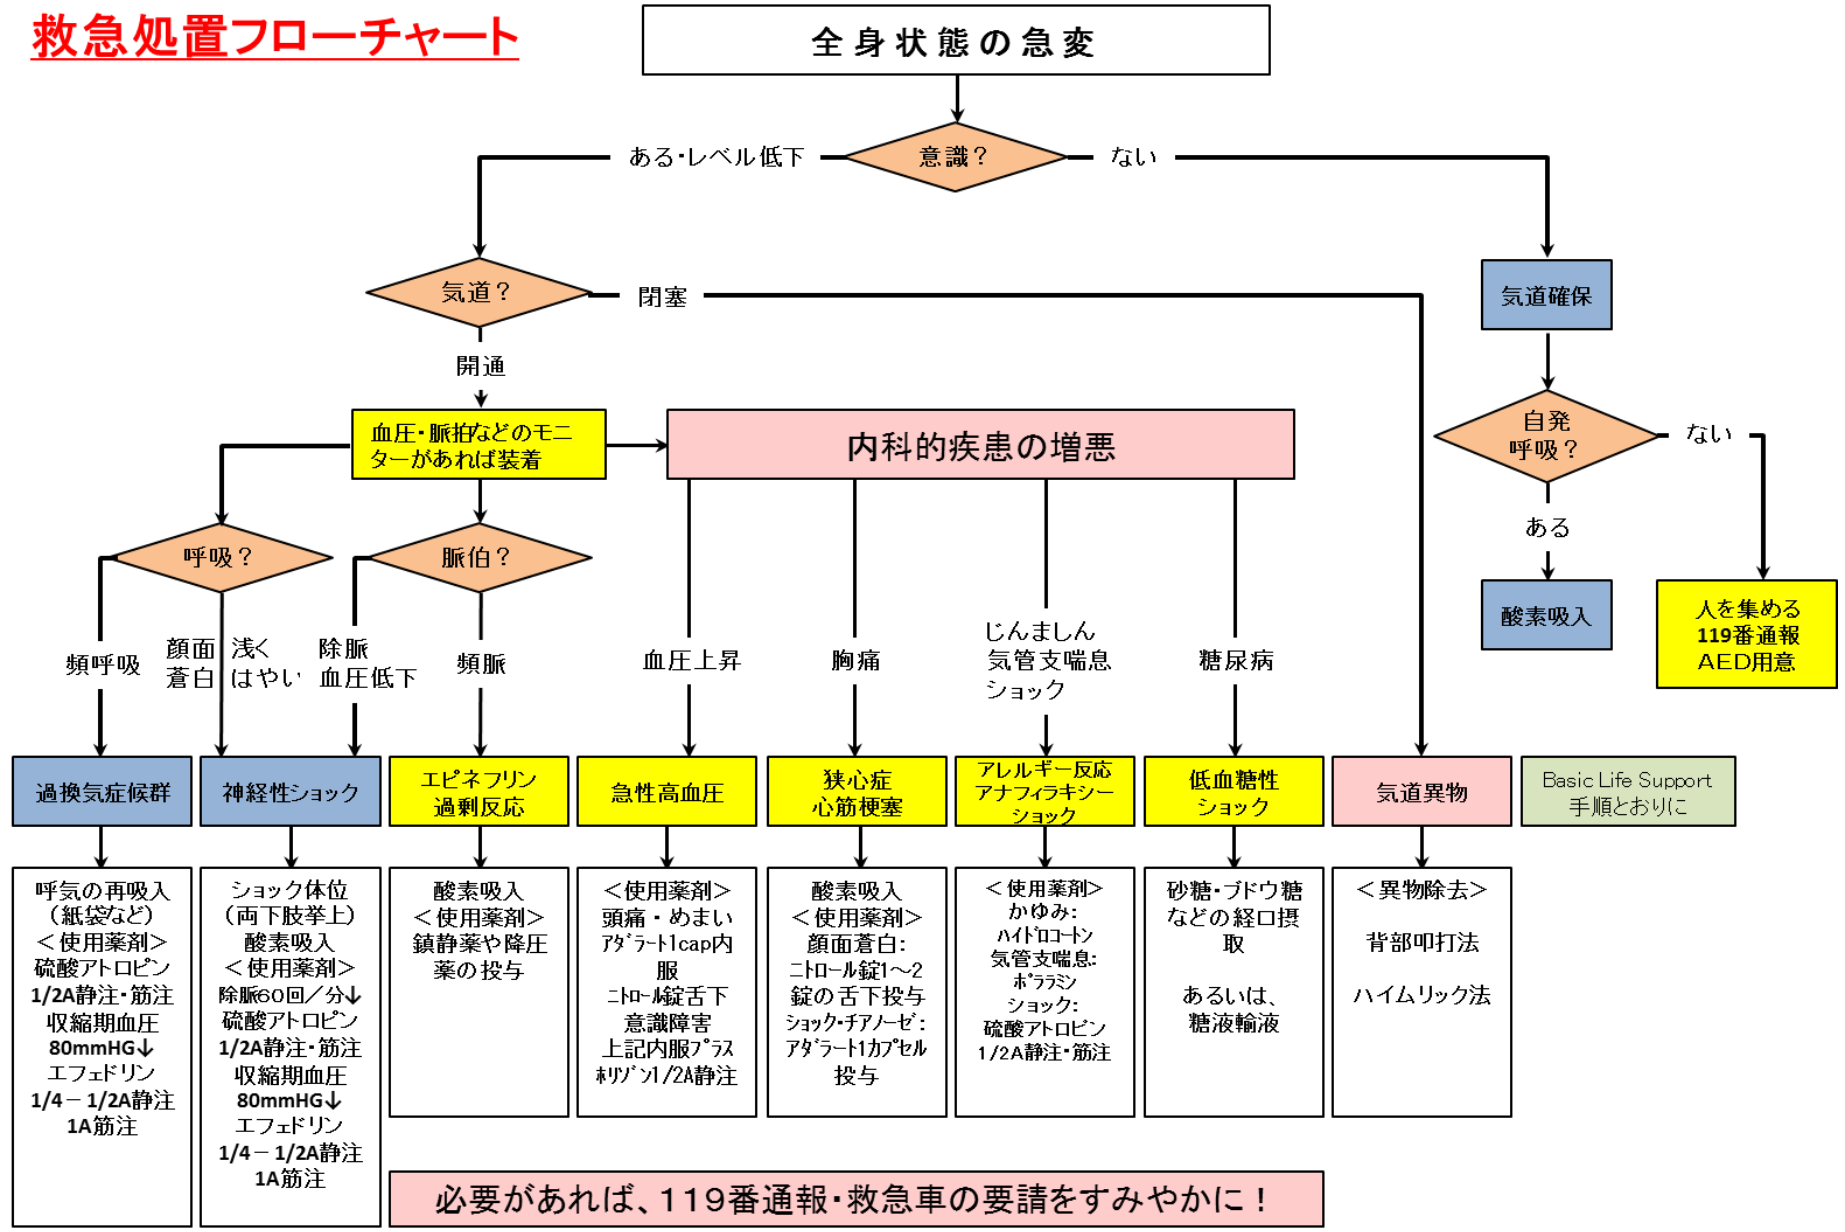 救急処置フローチャート
全身状態の急変
意識？
ある・レベル低下
ない
気道？
閉塞
気道確保
開通
血圧・脈拍などのモニ
ターがあれば装着
内科的疾患の増悪
自発
呼吸？
ない
ある
呼吸？
脈伯？
酸素吸入
人を集める
119番通報
AED用意
頻呼吸
顔面
蒼白
浅く
はやい
除脈
血圧低下
頻脈
血圧上昇
胸痛
じんましん
気管支喘息
ショック
糖尿病
過換気症候群
神経性ショック
エピネフリン
過剰反応
急性高血圧
狭心症
心筋梗塞
アレルギー反応
アナフィラキシー
ショック
低血糖性
ショック
気道異物
Basic Life Support
手順とおりに
呼気の再吸入
（紙袋など）
＜使用薬剤＞
硫酸アトロピン
1/2A静注・筋注
収縮期血圧
80mmHG↓
エフェドリン
1/4－1/2A静注
1A筋注
ショック体位
（両下肢挙上）
酸素吸入
＜使用薬剤＞
除脈60回／分↓
硫酸アトロピン
1/2A静注・筋注
収縮期血圧
80mmHG↓
エフェドリン
1/4－1/2A静注
1A筋注
酸素吸入
＜使用薬剤＞
鎮静薬や降圧
薬の投与
＜使用薬剤＞
頭痛・めまい
ｱﾀﾞﾗｰﾄ1cap内
服
ﾆﾄﾛｰﾙ錠舌下
意識障害
上記内服ﾌﾟﾗｽ
ﾎﾘｿﾞﾝ1/2A静注
酸素吸入
＜使用薬剤＞
顔面蒼白：
ﾆﾄﾛｰﾙ錠1～2
錠の舌下投与
ｼｮｯｸ・ﾁｱﾉｰｾﾞ：
ｱﾀﾞﾗｰﾄ1ｶﾌﾟｾﾙ
投与
＜使用薬剤＞
かゆみ：
ﾊｲﾄﾞﾛｺｰﾄﾝ
気管支喘息：
ﾎﾟﾗﾗﾐﾝ
ショック：
硫酸アトロピン
1/2A静注・筋注
砂糖・ブドウ糖
などの経口摂
取
あるいは、
糖液輸液
＜異物除去＞
背部叩打法
ハイムリック法
必要があれば、119番通報・救急車の要請をすみやかに！